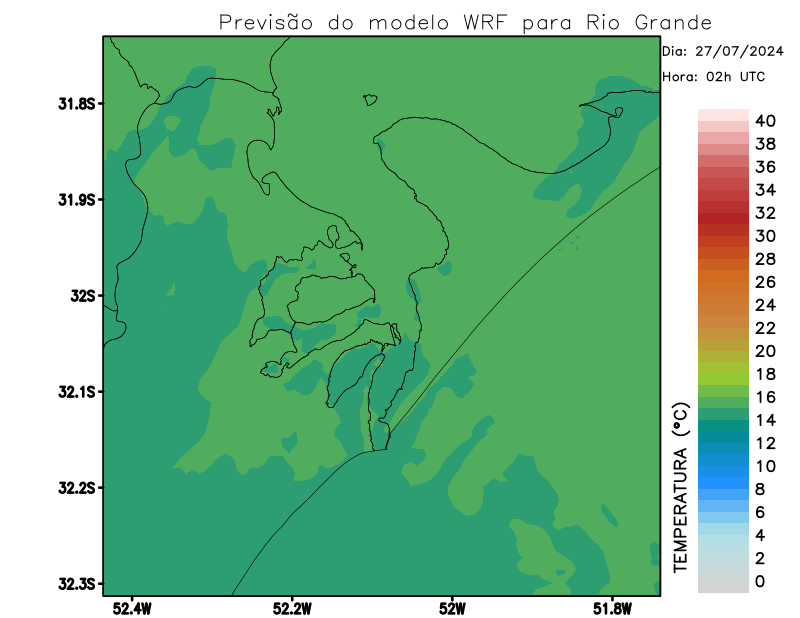 Previsão do modelo WRF para Rio Grande
Dia: 27/07/2024
Hora: 02h UTC
31.8S
31.9S
32S
32.1S
32.2S
32.3S
52.4W
52.2W
52W
51.8W
40
38
36
34
32
30
28
26
24
22
20
18
16
14
12
10
8
6
4
2
0
TEMPERATURA (°C)